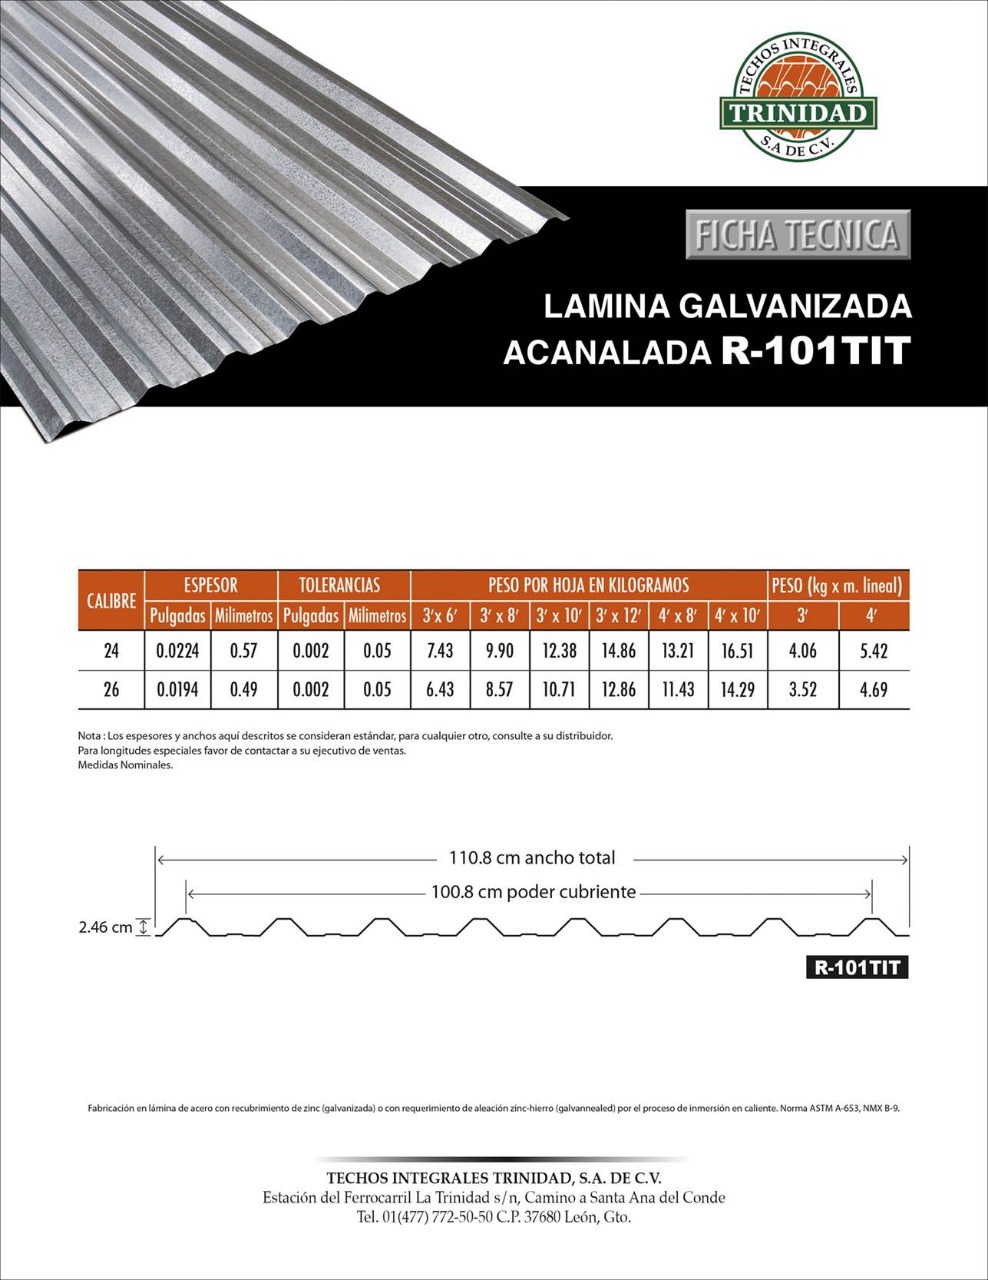 TECHOS INTEGRALES
TRINIDAD
S.A DE C.V.
FICHA TECNICA
LAMINA GALVANIZADA
ACANALADA R-101TIT
CALIBRE ESPESOR TOLERANCIAS PESO POR HOJA EN KILOGRAMOS PESO (kg x m. lineal)
Pulgadas Milimetros Pulgadas Milimetros 3'x 6' 3' x 8' 3' x 10' 3' x 12' 4' x 8' 4' x 10' 3' 4'
24 0.0224 0.57 0.002 0.05 7.43 9.90 12.38 14.86 13.21 16.51 4.06 5.42
26 0.0194 0.49 0.002 0.05 6.43 8.57 10.71 12.86 11.43 14.29 3.52 4.69
Nota : Los espesores y anchos aquí descritos se consideran estándar, para cualquier otro, consulte a su distribuidor.
Para longitudes especiales favor de contactar a su ejecutivo de ventas.
Medidas Nominales.
110.8 cm ancho total
100.8 cm poder cubriente
2.46 cm
R-101TIT
Fabricación en lámina de acero con recubrimiento de zinc (galvanizada) o con requerimiento de aleación zinc-hierro (galvannealed) por el proceso de inmersión en caliente. Norma ASTM A-653, NMX B-9.
TECHOS INTEGRALES TRINIDAD, S.A. DE C.V.
Estación del Ferrocarril La Trinidad s/n, Camino a Santa Ana del Conde
Tel. 01(477) 772-50-50 C.P. 37680 León, Gto.